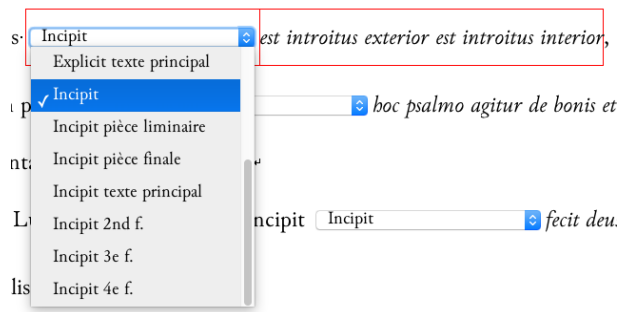 s· Incipit est introitus exterior est introitus interior,
Explicit texte principal
Incipit
hoc psalmo agitur de bonis et
Incipit pièce liminaire
Incipit pièce finale
Incipit texte principal
ncipit Incipit fecit deus
Incipit 2nd f.
Incipit 3e f.
Incipit 4e f.